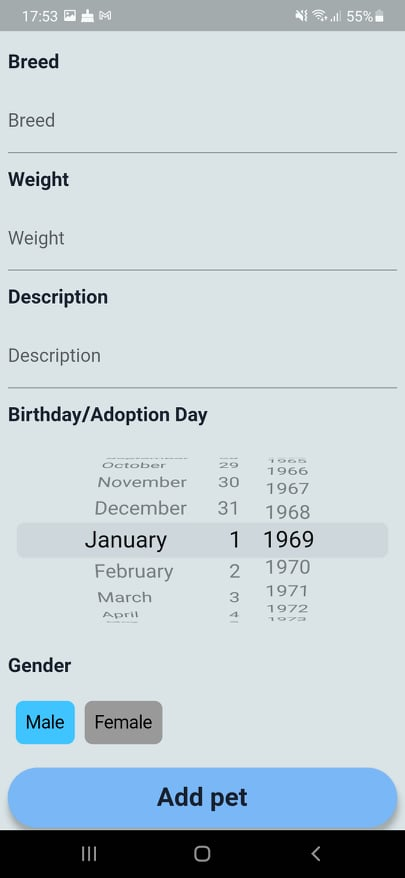 17:53 55%
Breed
Breed
Weight
Weight
Description
Description
Birthday/Adoption Day
1965
October 29 1966
November 30 1967
December 31 1968
January 1 1969
February 2 1970
March 3 1971
April 4 1972
1973
Gender
Male Female
Add pet